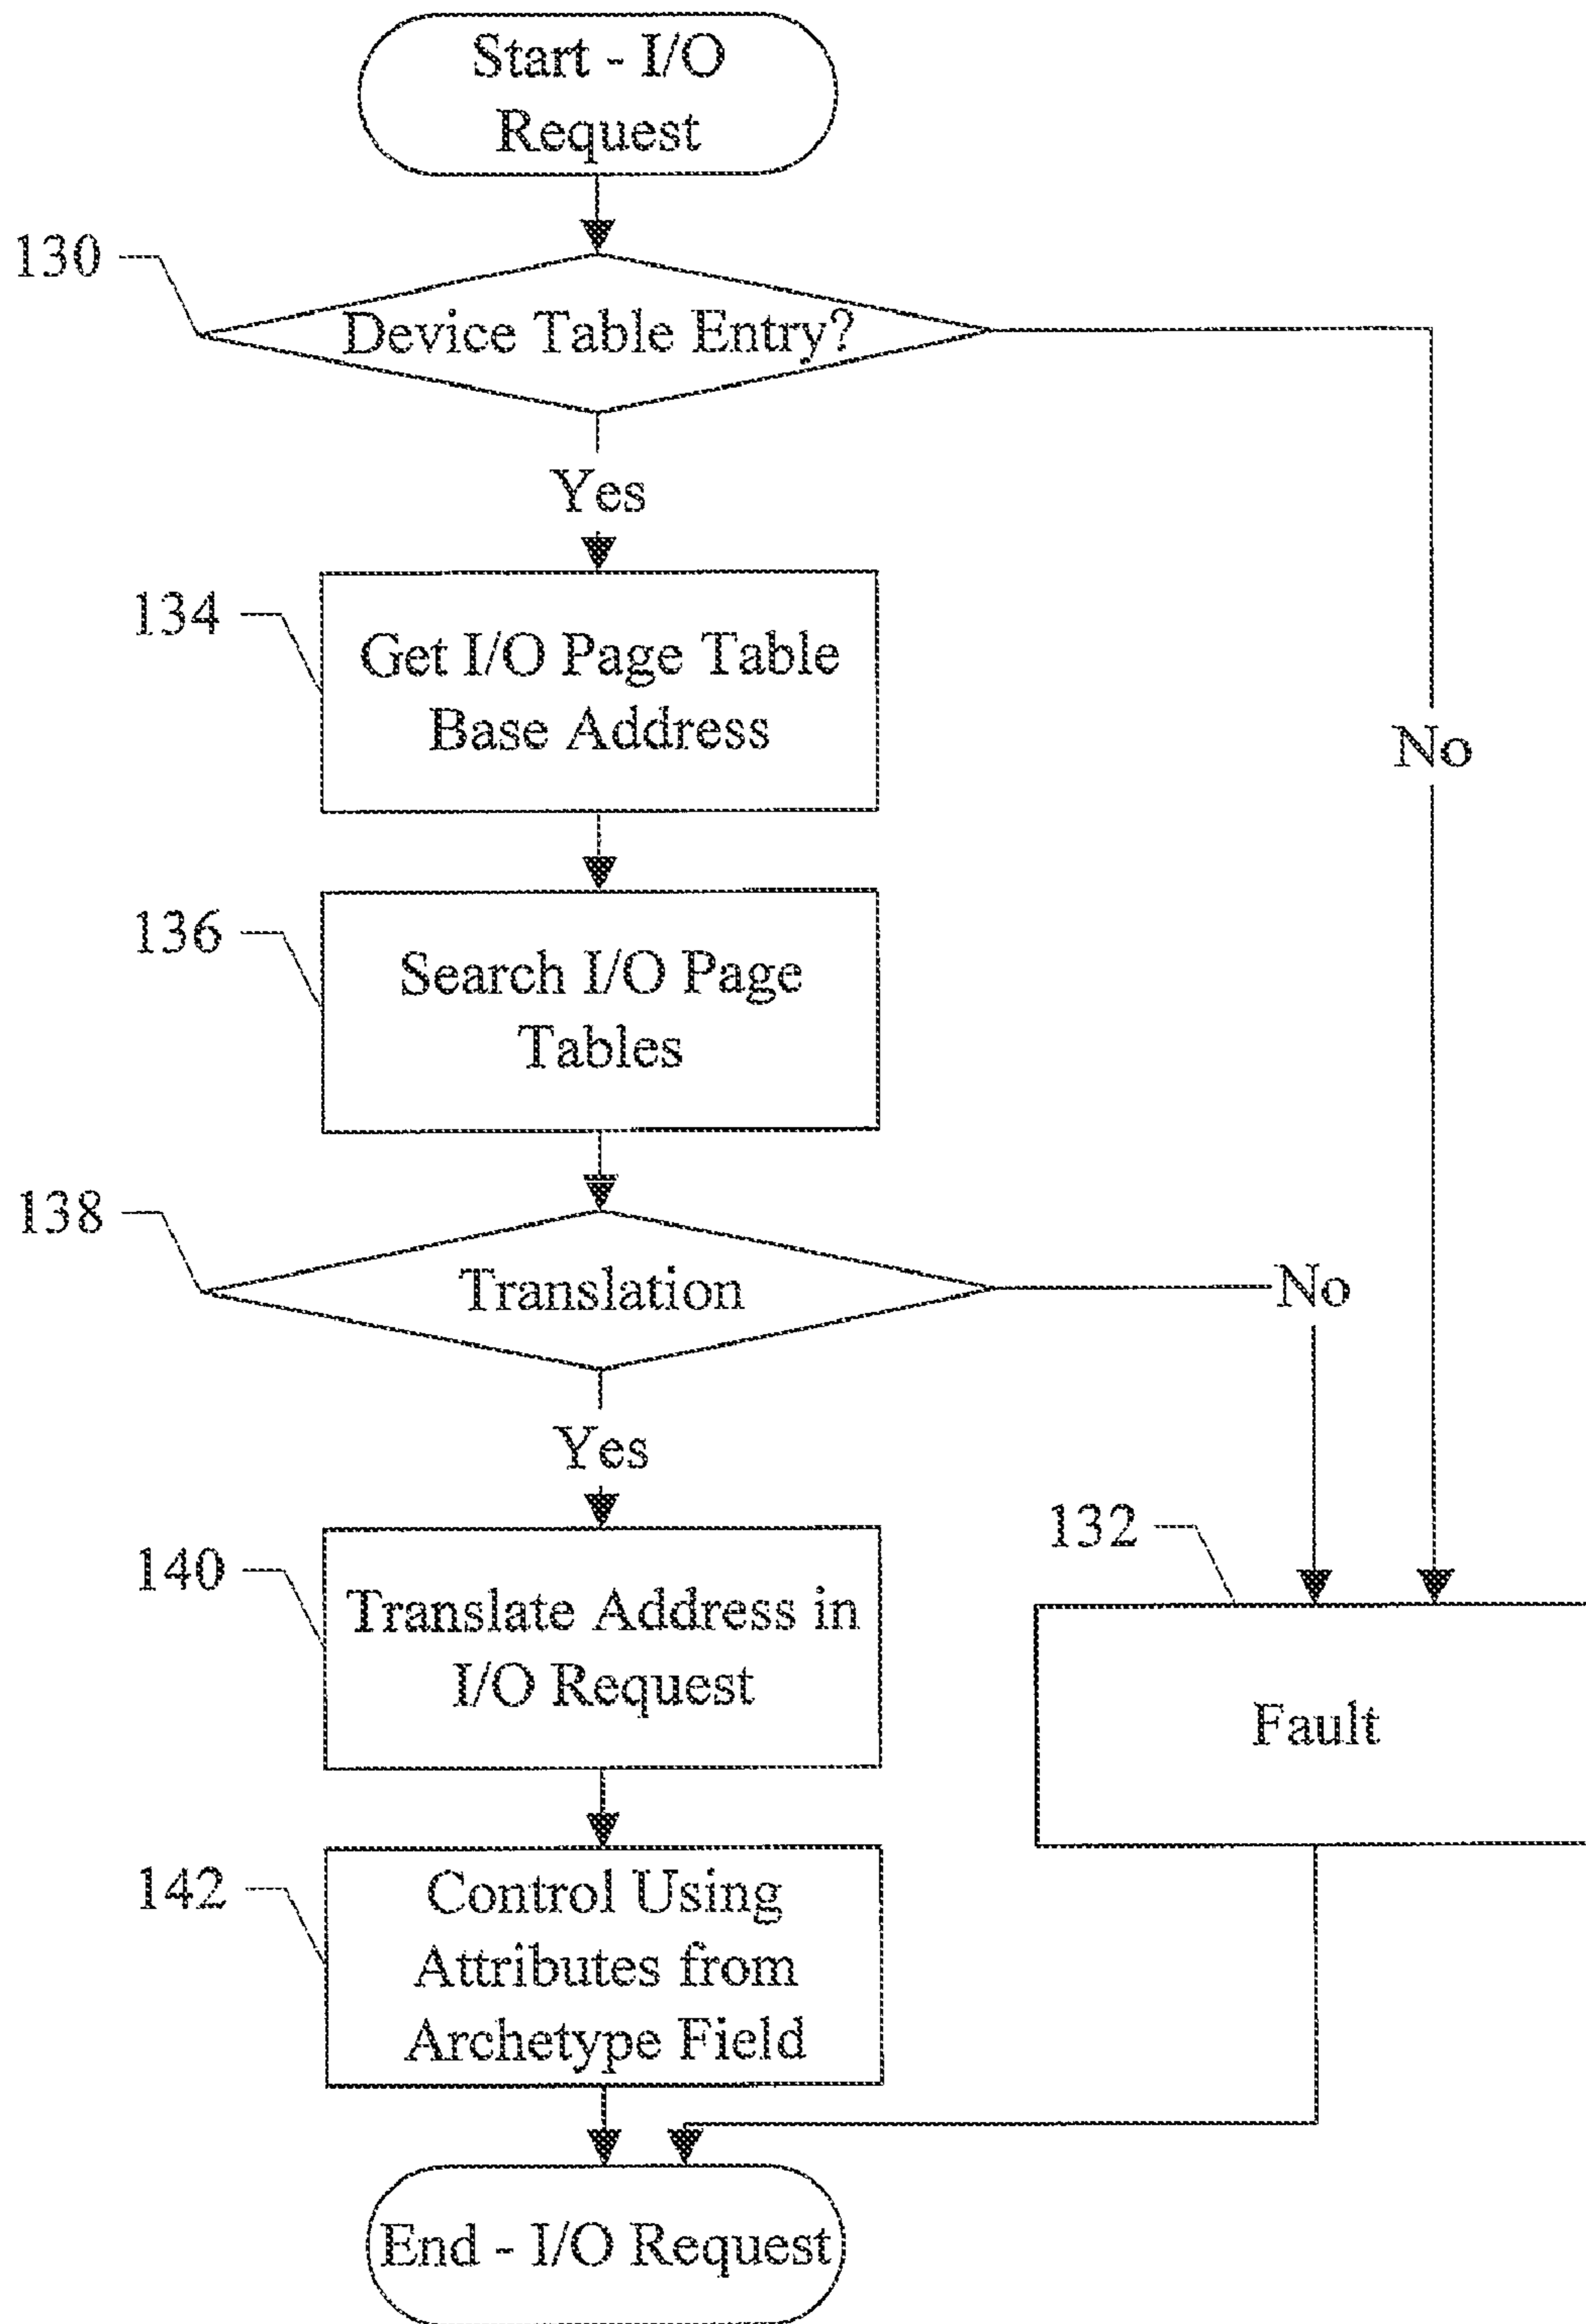 Start - I/O
Request
130
Device Table Entry?
Yes
134
Get I/O Page Table
Base Address
No
136
Search I/O Page
Tables
138
Translation
No
Yes
132
140
Translate Address in
I/O Request
Fault
142
Control Using
Attributes from
Archetype Field
End - I/O Request